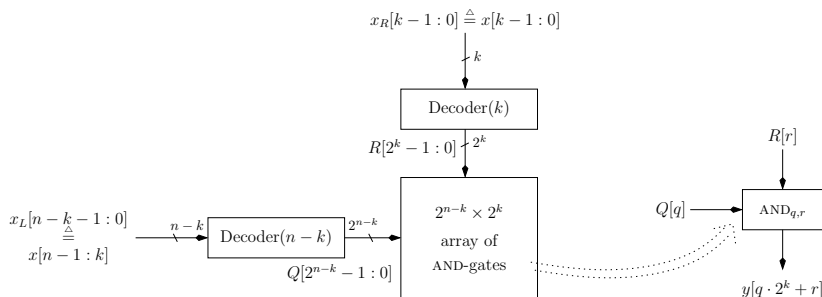 x_R[k − 1 : 0] ≜ x[k − 1 : 0]
k
Decoder(k)
R[2^k − 1 : 0]
2^k
R[r]
x_L[n − k − 1 : 0]
≜
x[n − 1 : k]
n − k
Decoder(n − k)
2^{n−k}
Q[2^{n−k} − 1 : 0]
2^{n−k} × 2^k
array of
AND-gates
Q[q]
AND_{q,r}
y[q · 2^k + r]